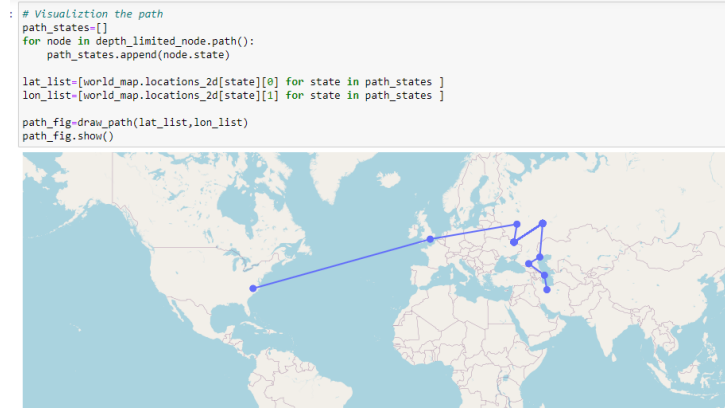 :
# Visualiztion the path
path_states=[]
for node in depth_limited_node.path():
    path_states.append(node.state)
lat_list=[world_map.locations_2d[state][0] for state in path_states ]
lon_list=[world_map.locations_2d[state][1] for state in path_states ]
path_fig=draw_path(lat_list,lon_list)
path_fig.show()